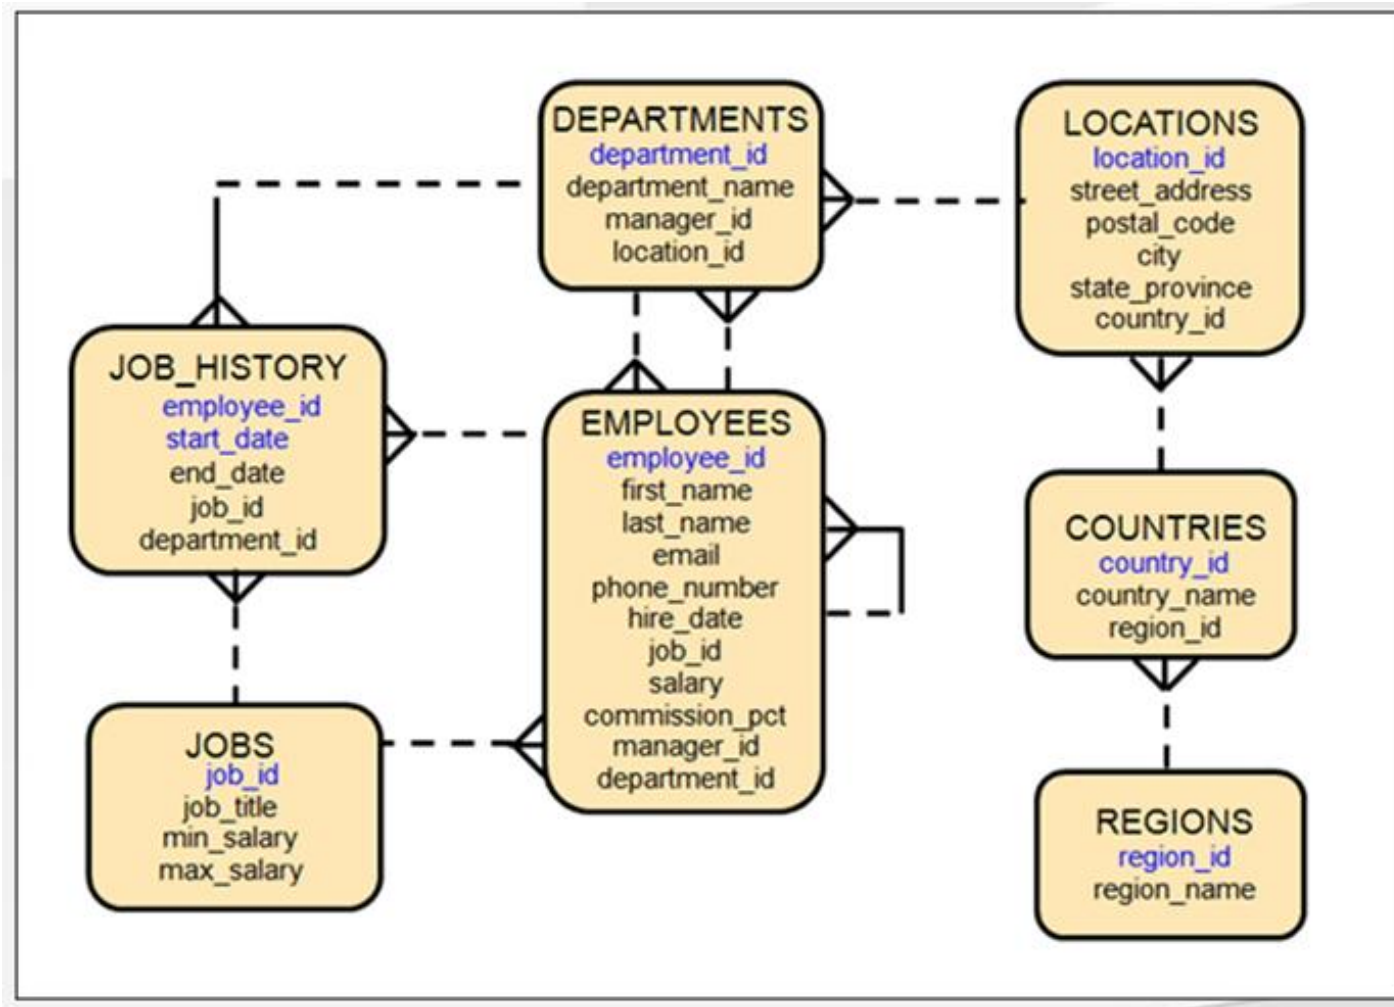 DEPARTMENTS
department_id
department_name
manager_id
location_id
LOCATIONS
location_id
street_address
postal_code
city
state_province
country_id
JOB_HISTORY
employee_id
start_date
end_date
job_id
department_id
EMPLOYEES
employee_id
first_name
last_name
email
phone_number
hire_date
job_id
salary
commission_pct
manager_id
department_id
COUNTRIES
country_id
country_name
region_id
JOBS
job_id
job_title
min_salary
max_salary
REGIONS
region_id
region_name